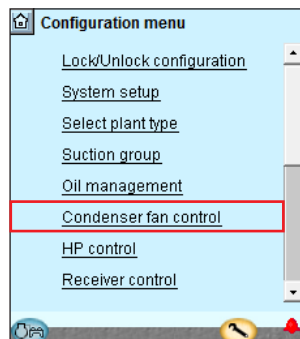 Configuration menu
Lock/Unlock configuration
System setup
Select plant type
Suction group
Oil management
Condenser fan control
HP control
Receiver control